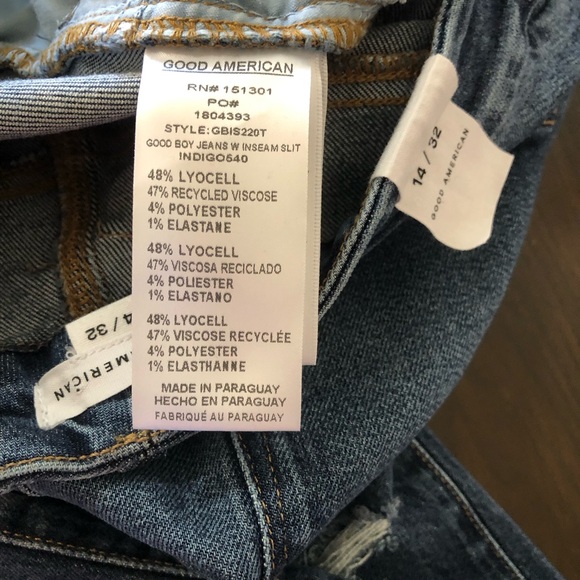 GOOD AMERICAN
RN# 151301
PO#
1804393
STYLE:GBIS220T
GOOD BOY JEANS W INSEAM SLIT
INDIGO540
48% LYOCELL
47% RECYCLED VISCOSE
4% POLYESTER
1% ELASTANE
48% LYOCELL
47% VISCOSA RECICLADO
4% POLIESTER
1% ELASTANO
48% LYOCELL
47% VISCOSE RECYCLÉE
4% POLYESTER
1% ELASTHANNE
MADE IN PARAGUAY
HECHO EN PARAGUAY
FABRIQUÉ AU PARAGUAY
14 / 32
GOOD AMERICAN
4 / 32
AMERICAN